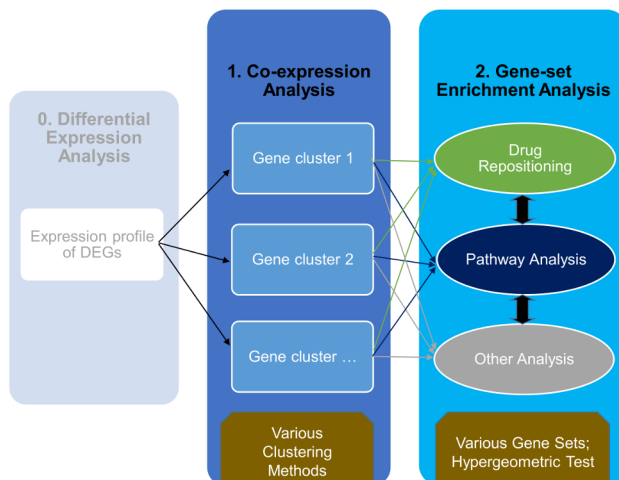 0. Differential
Expression
Analysis
Expression profile
of DEGs
1. Co-expression
Analysis
Gene cluster 1
Gene cluster 2
Gene cluster …
Various
Clustering
Methods
2. Gene-set
Enrichment Analysis
Drug
Repositioning
Pathway Analysis
Other Analysis
Various Gene Sets;
Hypergeometric Test